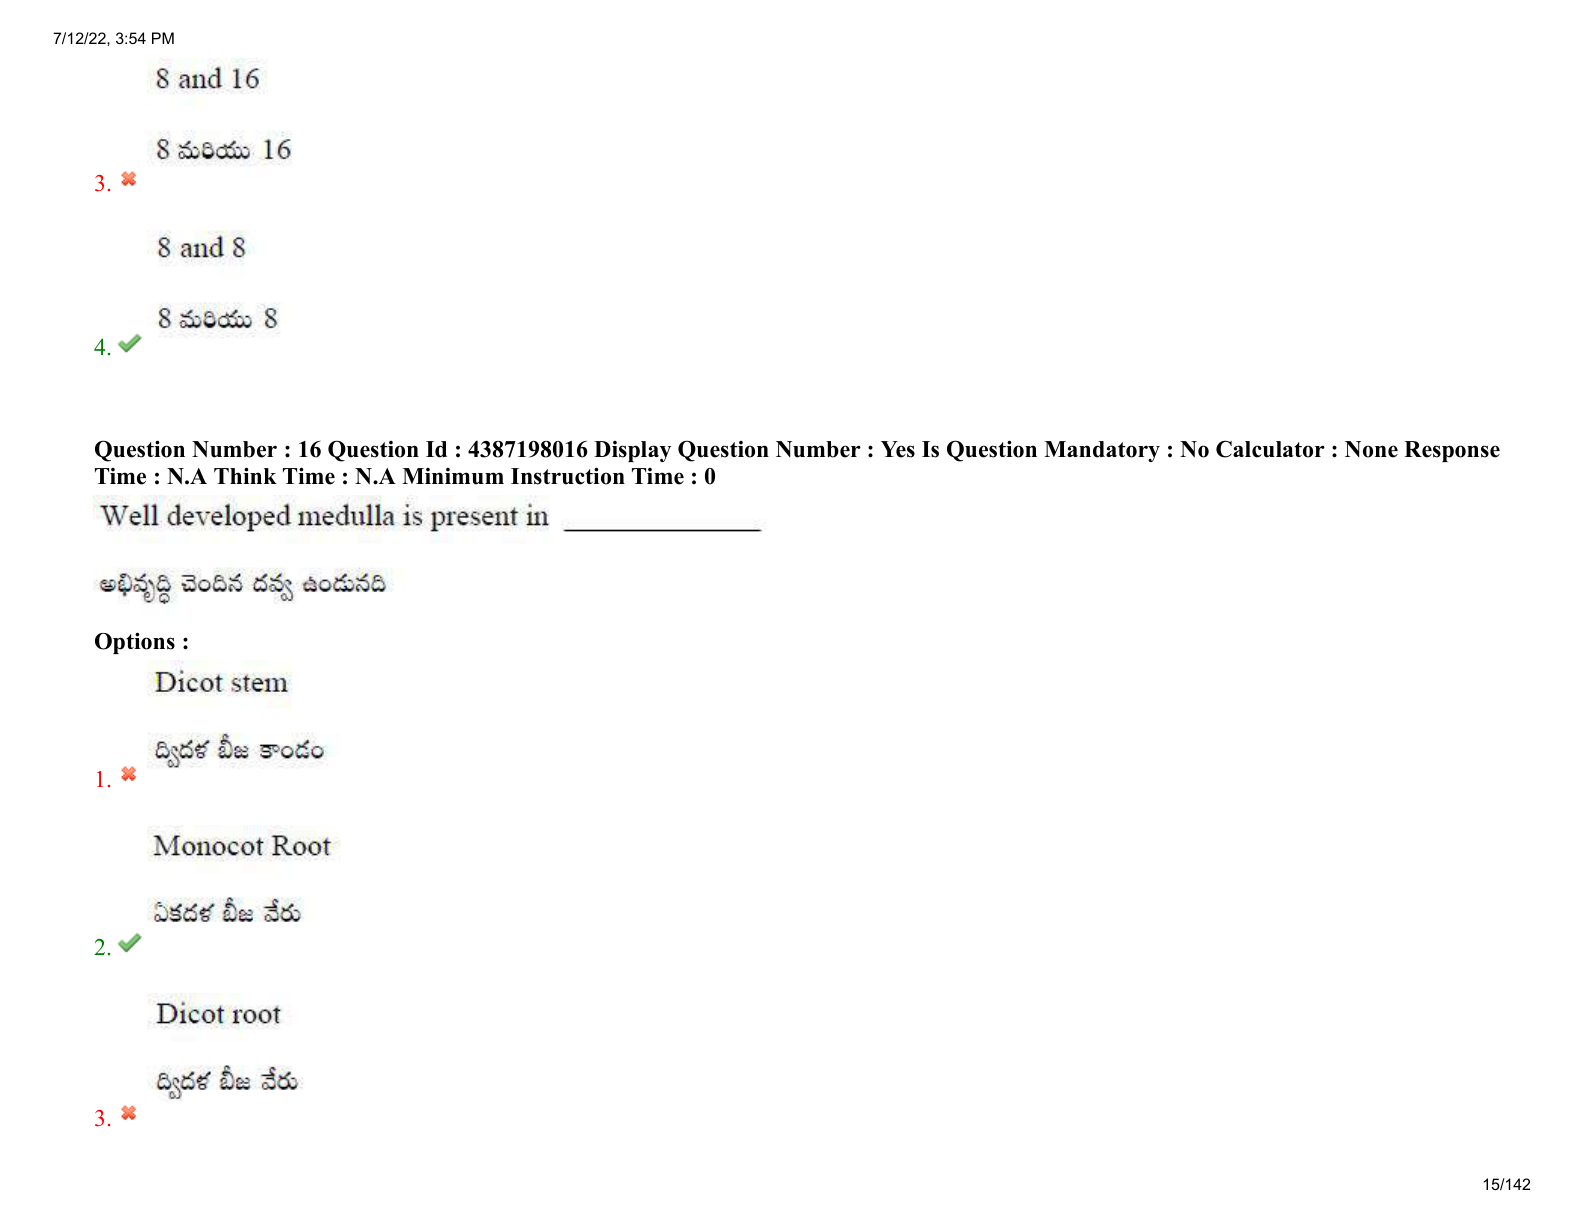 7/12/22, 3:54 PM
8 and 16
8 మరియు 16
3.
8 and 8
8 మరియు 8
4.
Question Number : 16 Question Id : 4387198016 Display Question Number : Yes Is Question Mandatory : No Calculator : None Response
Time : N.A Think Time : N.A Minimum Instruction Time : 0
Well developed medulla is present in ______________
అభివృద్ధి చెందిన దవ్వ ఉండునది
Options :
Dicot stem
ద్విదళ బీజ కాండం
1.
Monocot Root
ఏకదళ బీజ వేరు
2.
Dicot root
ద్విదళ బీజ వేరు
3.
15/142